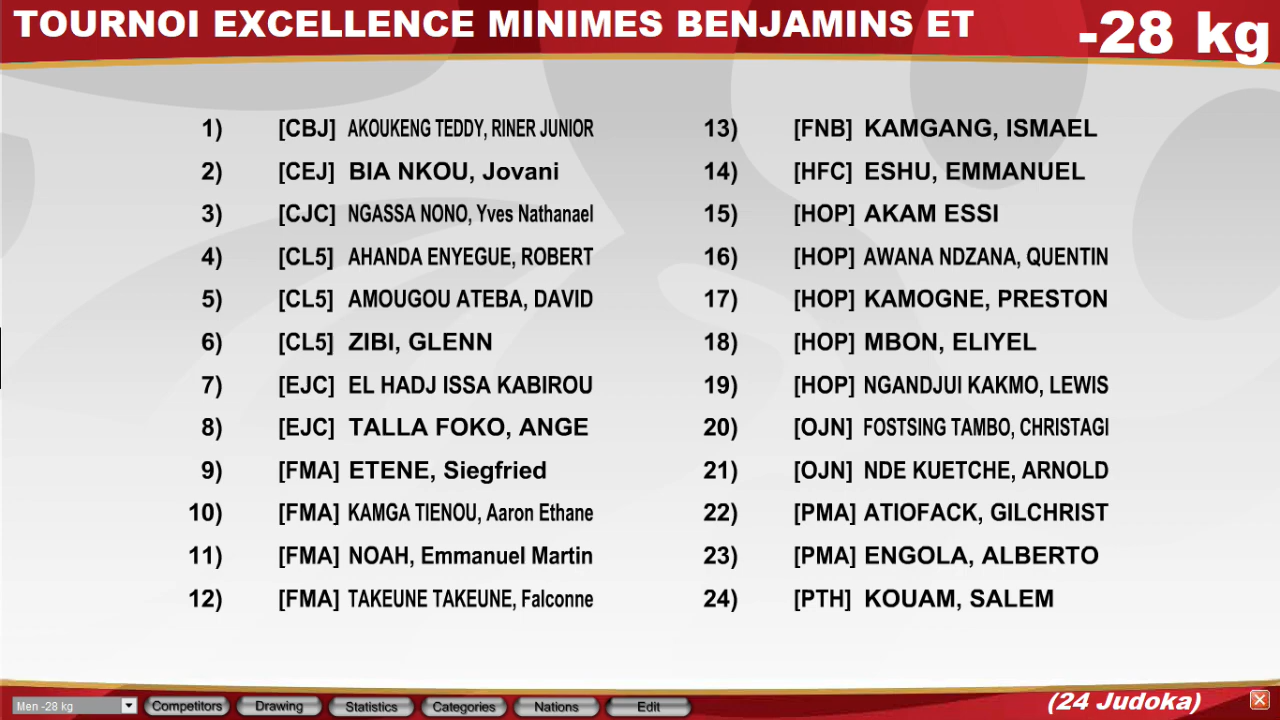 TOURNOI EXCELLENCE MINIMES BENJAMINS ET
-28 kg
1) [CBJ] AKOUKENG TEDDY, RINER JUNIOR
2) [CEJ] BIA NKOU, Jovani
3) [CJC] NGASSA NONO, Yves Nathanael
4) [CL5] AHANDA ENYEGUE, ROBERT
5) [CL5] AMOUGOU ATEBA, DAVID
6) [CL5] ZIBI, GLENN
7) [EJC] EL HADJ ISSA KABIROU
8) [EJC] TALLA FOKO, ANGE
9) [FMA] ETENE, Siegfried
10) [FMA] KAMGA TIENOU, Aaron Ethane
11) [FMA] NOAH, Emmanuel Martin
12) [FMA] TAKEUNE TAKEUNE, Falconne
13) [FNB] KAMGANG, ISMAEL
14) [HFC] ESHU, EMMANUEL
15) [HOP] AKAM ESSI
16) [HOP] AWANA NDZANA, QUENTIN
17) [HOP] KAMOGNE, PRESTON
18) [HOP] MBON, ELIYEL
19) [HOP] NGANDJUI KAKMO, LEWIS
20) [OJN] FOSTSING TAMBO, CHRISTAGI
21) [OJN] NDE KUETCHE, ARNOLD
22) [PMA] ATIOFACK, GILCHRIST
23) [PMA] ENGOLA, ALBERTO
24) [PTH] KOUAM, SALEM
Men -28 kg Competitors Drawing Statistics Categories Nations Edit (24 Judoka)